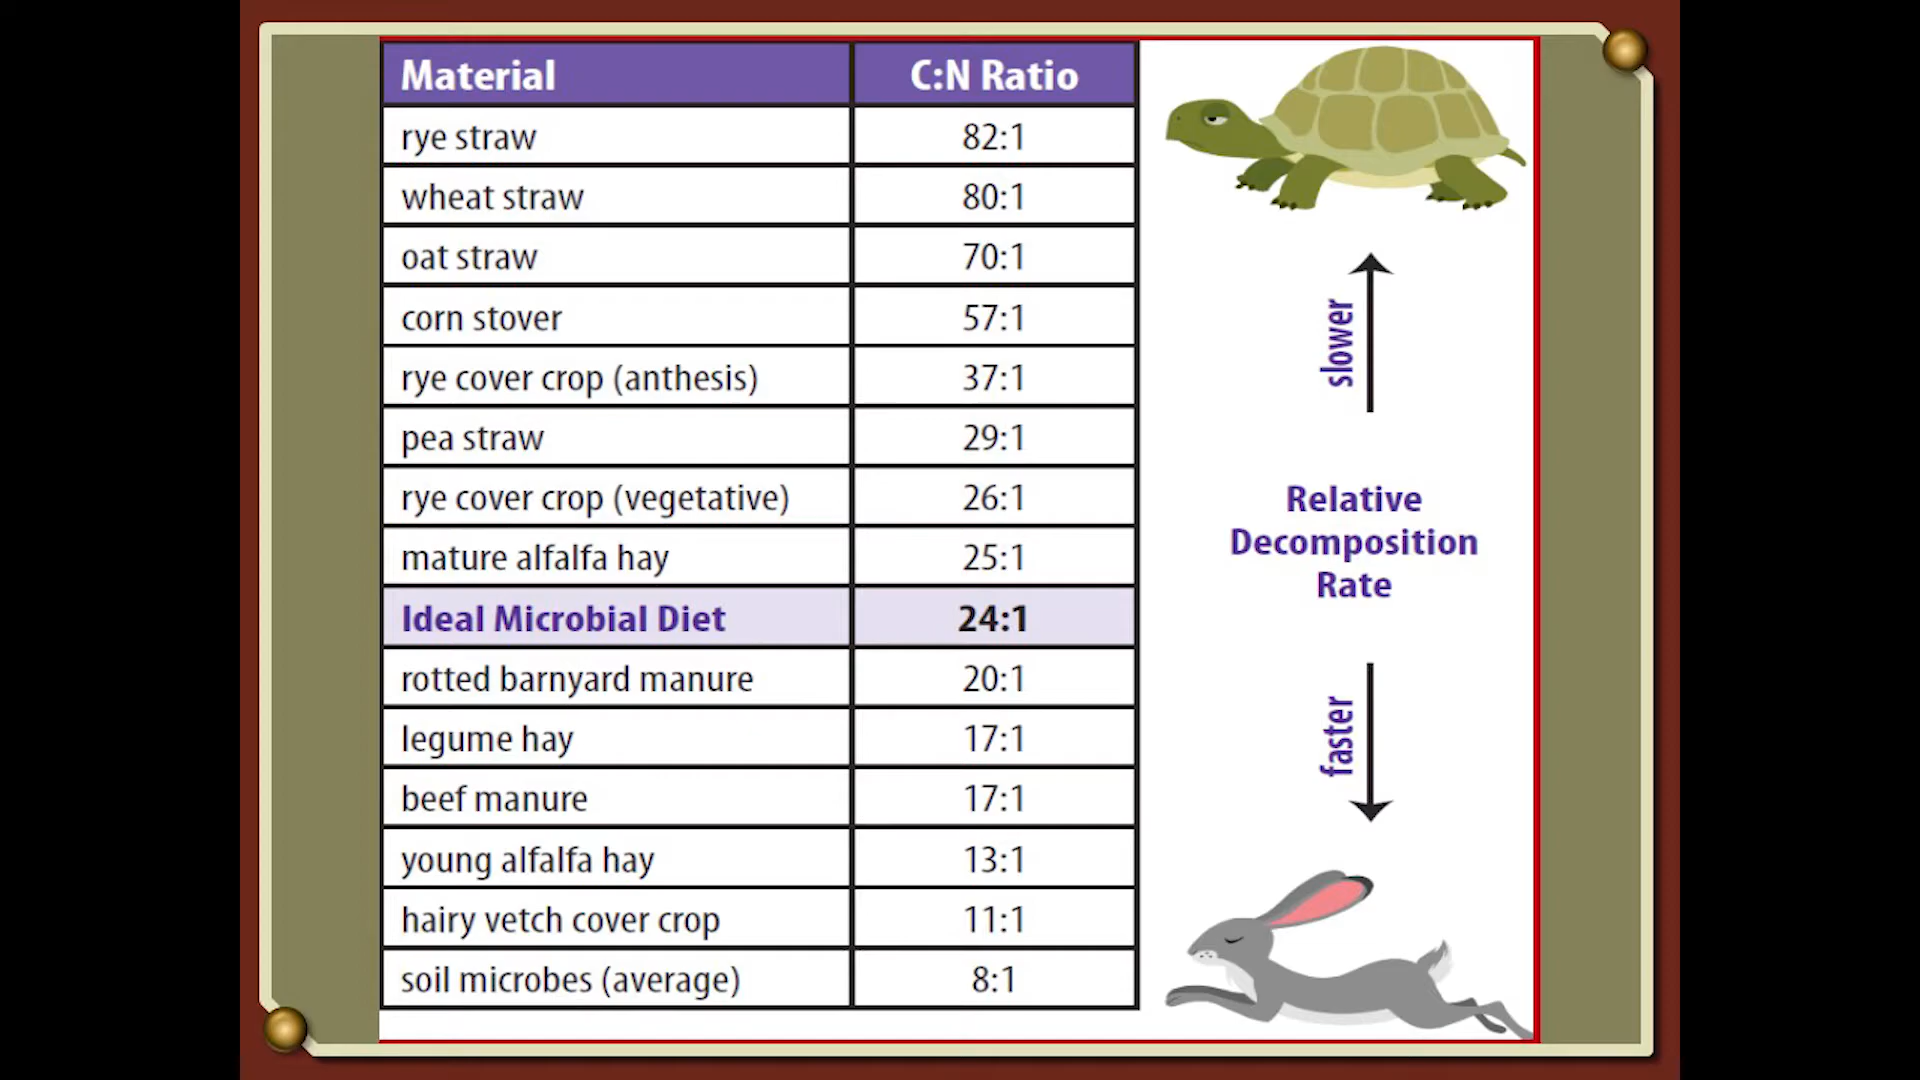 Material C:N Ratio
rye straw 82:1
wheat straw 80:1
oat straw 70:1
corn stover 57:1
rye cover crop (anthesis) 37:1
pea straw 29:1
rye cover crop (vegetative) 26:1
mature alfalfa hay 25:1
Ideal Microbial Diet 24:1
rotted barnyard manure 20:1
legume hay 17:1
beef manure 17:1
young alfalfa hay 13:1
hairy vetch cover crop 11:1
soil microbes (average) 8:1
slower
Relative
Decomposition
Rate
faster